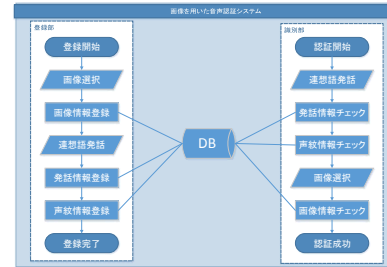 画像を用いた音声認証システム
登録部
登録開始
画像選択
画像情報登録
連想語発話
発話情報登録
声紋情報登録
登録完了
DB
識別部
認証開始
連想語発話
発話情報チェック
声紋情報チェック
画像選択
画像情報チェック
認証成功